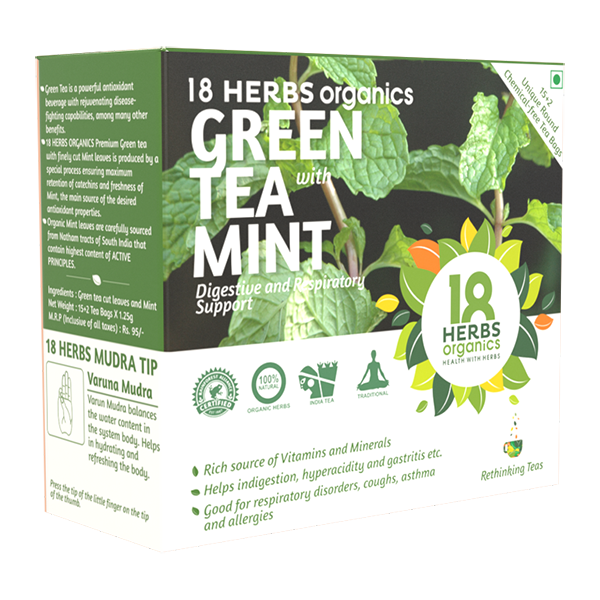 Green Tea is a powerful antioxidant
beverage with rejuvenating disease-
fighting capabilities, among many other
benefits.
18 HERBS ORGANICS Premium Green tea
with finely cut Mint leaves is produced by a
special process ensuring maximum
retention of catechins and freshness of
Mint, the main source of the desired
antioxidant properties.
Organic Mint leaves are carefully sourced
from Natham tracts of South India that
contain highest content of ACTIVE
PRINCIPLES.
Ingredients : Green tea cut leaves and Mint
Net Weight : 15+2 Tea Bags X 1.25g
M.R.P (Inclusive of all taxes) : Rs. 95/-
18 HERBS MUDRA TIP
Varuna Mudra
Varun Mudra balances
the water content in
the system body. Helps
in hydrating and
refreshing the body.
Press the tip of the little finger on the tip
of the thumb.
18 HERBS organics
GREEN
TEA with
MINT
Digestive and Respiratory
Support
15+2
Unique Round
Chemical-free Tea Bags
18
HERBS
organics
HEALTH WITH HERBS
CERTIFIED
100%
NATURAL
ORGANIC HERBS
INDIA TEA
TRADITIONAL
Rich source of Vitamins and Minerals
Helps indigestion, hyperacidity and gastritis etc.
Good for respiratory disorders, coughs, asthma
and allergies
Rethinking Teas